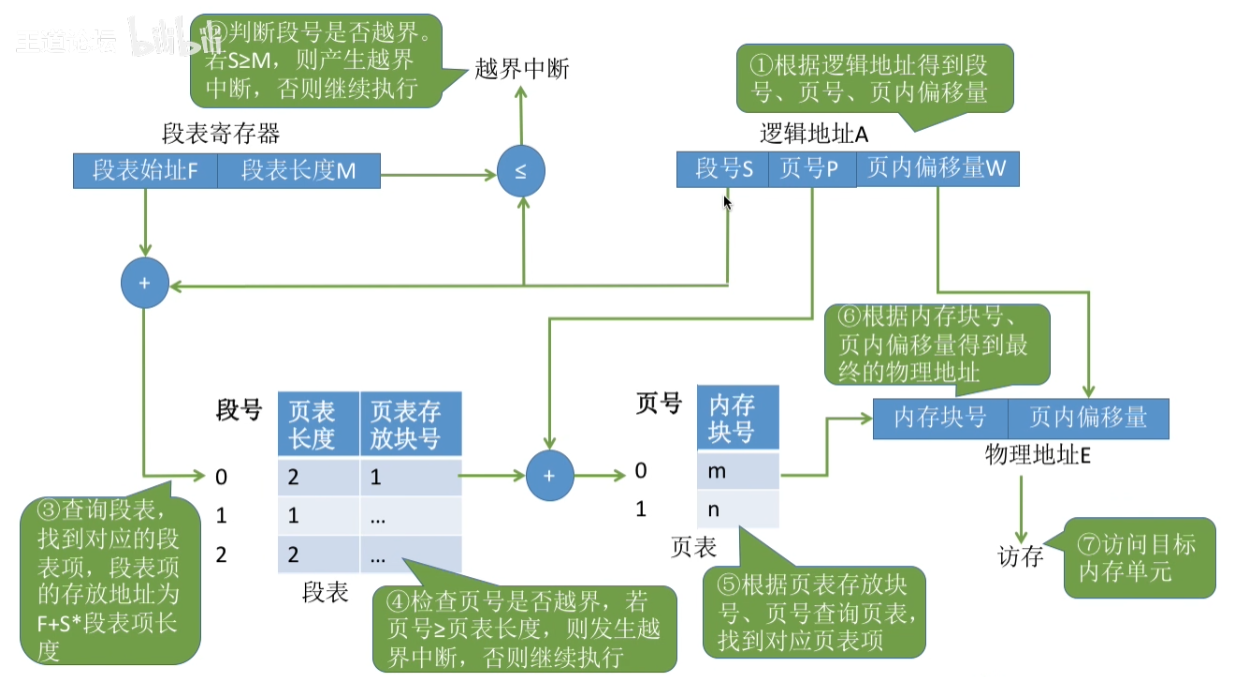 王道论坛 bilibili
②判断段号是否越界。
若S≥M，则产生越界
中断，否则继续执行
越界中断
①根据逻辑地址得到段
号、页号、页内偏移量
段表寄存器
逻辑地址A
段表始址F
段表长度M
≤
段号S
页号P
页内偏移量W
+
⑥根据内存块号、
页内偏移量得到最
终的物理地址
段号
页表
长度
页表存
放块号
0
2
1
1
1
...
2
2
...
段表
+
页号
内存
块号
0
m
1
n
页表
内存块号
页内偏移量
物理地址E
访存
③查询段表，
找到对应的段
表项，段表项
的存放地址为
F+S*段表项长
度
④检查页号是否越界，若
页号≥页表长度，则发生越
界中断，否则继续执行
⑤根据页表存放块
号、页号查询页表，
找到对应页表项
⑦访问目标
内存单元